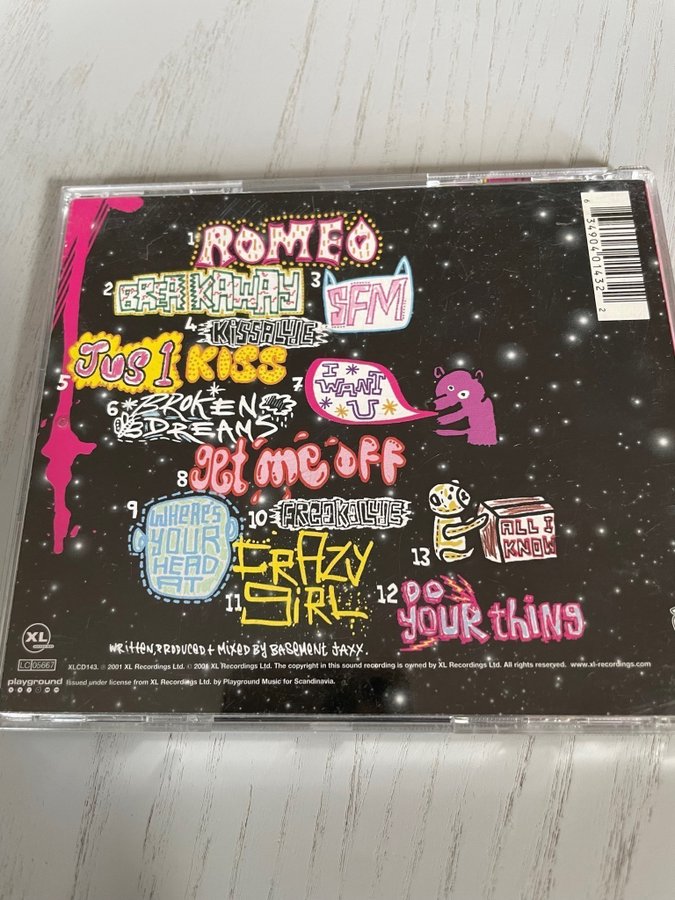 1 ROMEO
2 BREAKAWAY
3 SFM
4 KISSALUDE
5 JUS 1 KISS
6 BROKEN DREAMS
7 I WANT U
8 get me off
9 WHERE'S YOUR HEAD AT
10 FREAKALUDE
11 CRAZY GIRL
12 DO YOUR thing
13 ALL I KNOW
WRITTEN, PRODUCED + MIXED BY BASEMENT JAXX.
6 34904 01432 2
XL
LC 05667
XLCD143. ℗ 2001 XL Recordings Ltd. © 2001 XL Recordings Ltd. The copyright in this sound recording is owned by XL Recordings Ltd. All rights reserved. www.xl-recordings.com
playground Issued under license from XL Recordings Ltd. by Playground Music for Scandinavia.